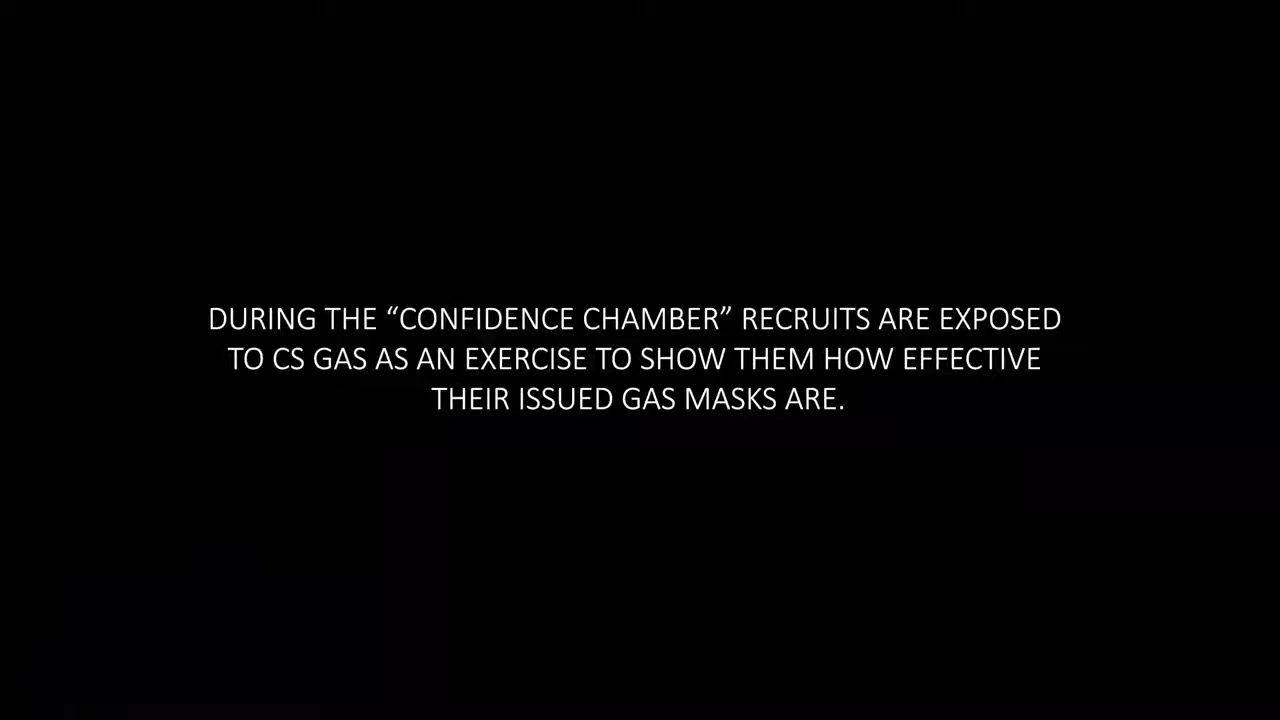 DURING THE “CONFIDENCE CHAMBER” RECRUITS ARE EXPOSED
TO CS GAS AS AN EXERCISE TO SHOW THEM HOW EFFECTIVE
THEIR ISSUED GAS MASKS ARE.